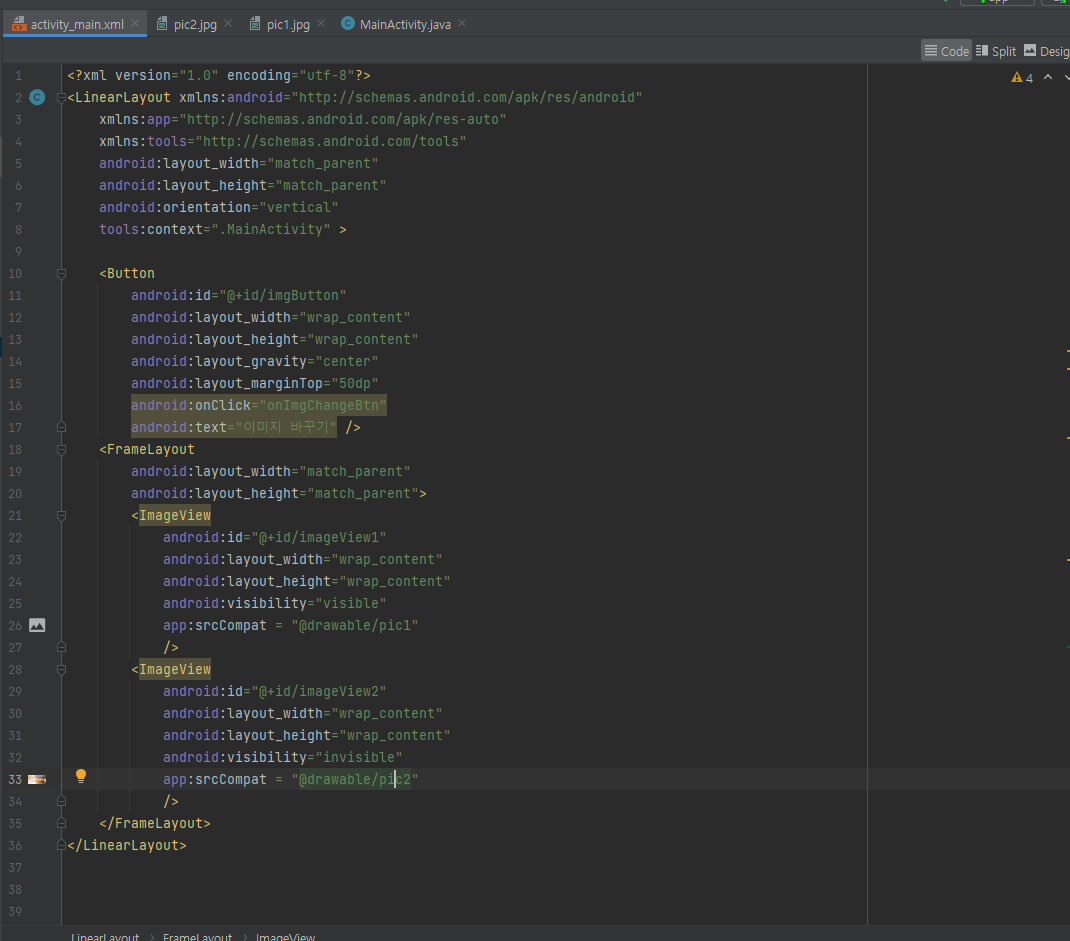 activity_main.xml pic2.jpg pic1.jpg MainActivity.java
Code Split
4
1 <?xml version="1.0" encoding="utf-8"?>
2 <LinearLayout xmlns:android="http://schemas.android.com/apk/res/android"
3 xmlns:app="http://schemas.android.com/apk/res-auto"
4 xmlns:tools="http://schemas.android.com/tools"
5 android:layout_width="match_parent"
6 android:layout_height="match_parent"
7 android:orientation="vertical"
8 tools:context=".MainActivity" >
9
10 <Button
11 android:id="@+id/imgButton"
12 android:layout_width="wrap_content"
13 android:layout_height="wrap_content"
14 android:layout_gravity="center"
15 android:layout_marginTop="50dp"
16 android:onClick="onImgChangeBtn"
17 android:text="이미지 바꾸기" />
18 <FrameLayout
19 android:layout_width="match_parent"
20 android:layout_height="match_parent">
21 <ImageView
22 android:id="@+id/imageView1"
23 android:layout_width="wrap_content"
24 android:layout_height="wrap_content"
25 android:visibility="visible"
26 app:srcCompat = "@drawable/pic1"
27 />
28 <ImageView
29 android:id="@+id/imageView2"
30 android:layout_width="wrap_content"
31 android:layout_height="wrap_content"
32 android:visibility="invisible"
33 app:srcCompat = "@drawable/pic2"
34 />
35 </FrameLayout>
36 </LinearLayout>
37
38
39
LinearLayout FrameLayout ImageView